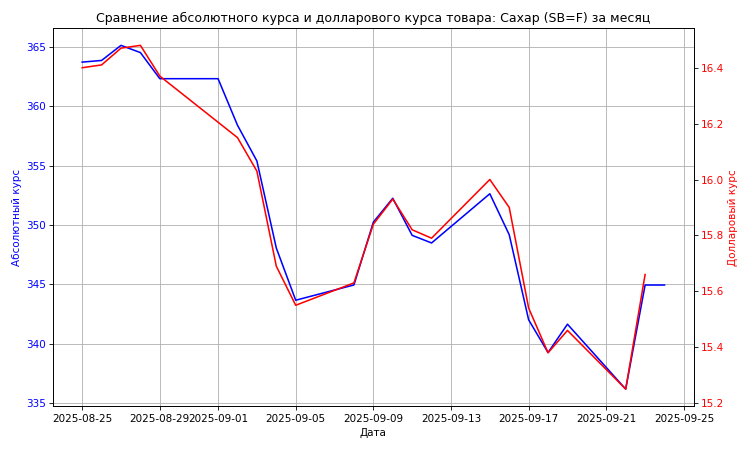 Сравнение абсолютного курса и долларового курса товара: Сахар (SB=F) за месяц
365
360
355
350
345
340
335
Абсолютный курс
16.4
16.2
16.0
15.8
15.6
15.4
15.2
Долларовый курс
2025-08-25 2025-08-29 2025-09-01 2025-09-05 2025-09-09 2025-09-13 2025-09-17 2025-09-21 2025-09-25
Дата